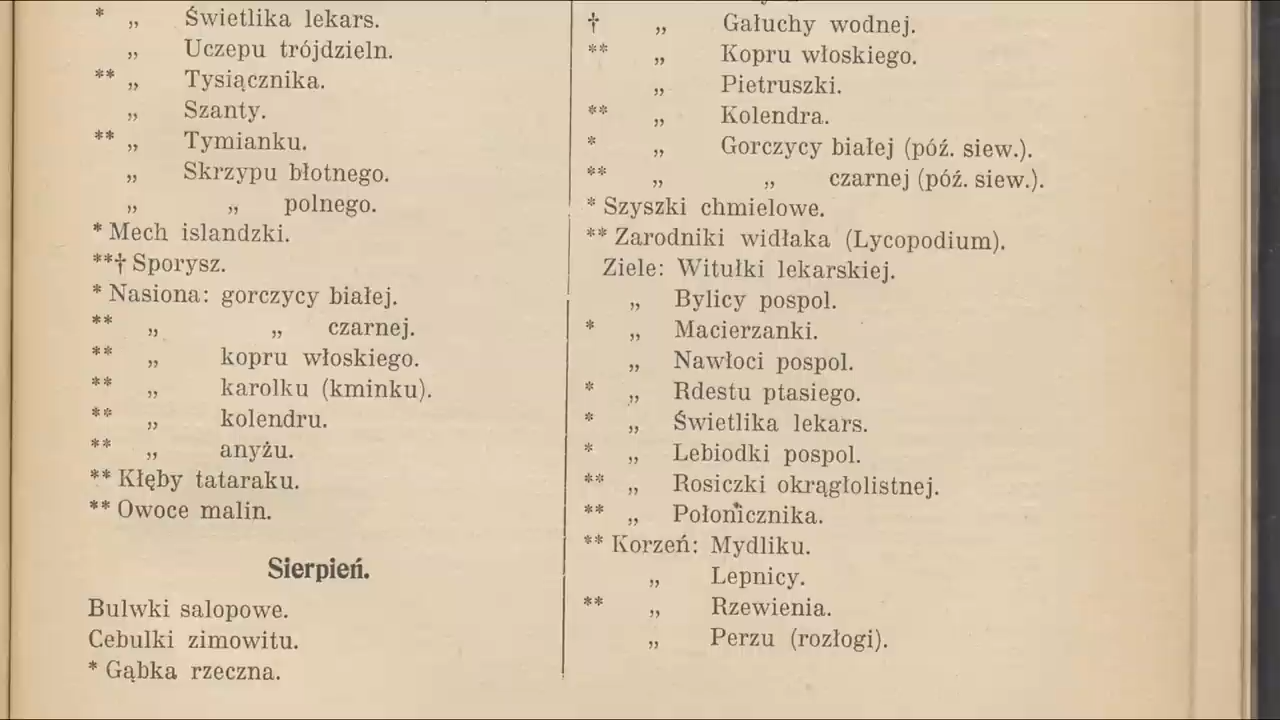 * „ Świetlika lekars.
„ Uczepu trójdzieln.
** „ Tysiącznika.
„ Szanty.
** „ Tymianku.
„ Skrzypu błotnego.
„ „ polnego.
* Mech islandzki.
**† Sporysz.
* Nasiona: gorczycy białej.
** „ „ czarnej.
** „ kopru włoskiego.
** „ karolku (kminku).
** „ kolendru.
** „ anyżu.
** Kłęby tataraku.
** Owoce malin.
Sierpień.
Bulwki salopowe.
Cebulki zimowitu.
* Gąbka rzeczna.
† „ Gałuchy wodnej.
** „ Kopru włoskiego.
„ Pietruszki.
** „ Kolendra.
* „ Gorczycy białej (póź. siew.).
** „ „ czarnej (póź. siew.).
* Szyszki chmielowe.
** Zarodniki widłaka (Lycopodium).
Ziele: Witułki lekarskiej.
„ Bylicy pospol.
* „ Macierzanki.
„ Nawłoci pospol.
* „ Rdestu ptasiego.
* „ Świetlika lekars.
* „ Lebiodki pospol.
** „ Rosiczki okrągłolistnej.
** „ Połonicznika.
** Korzeń: Mydliku.
„ Lepnicy.
** „ Rzewienia.
„ Perzu (rozłogi).